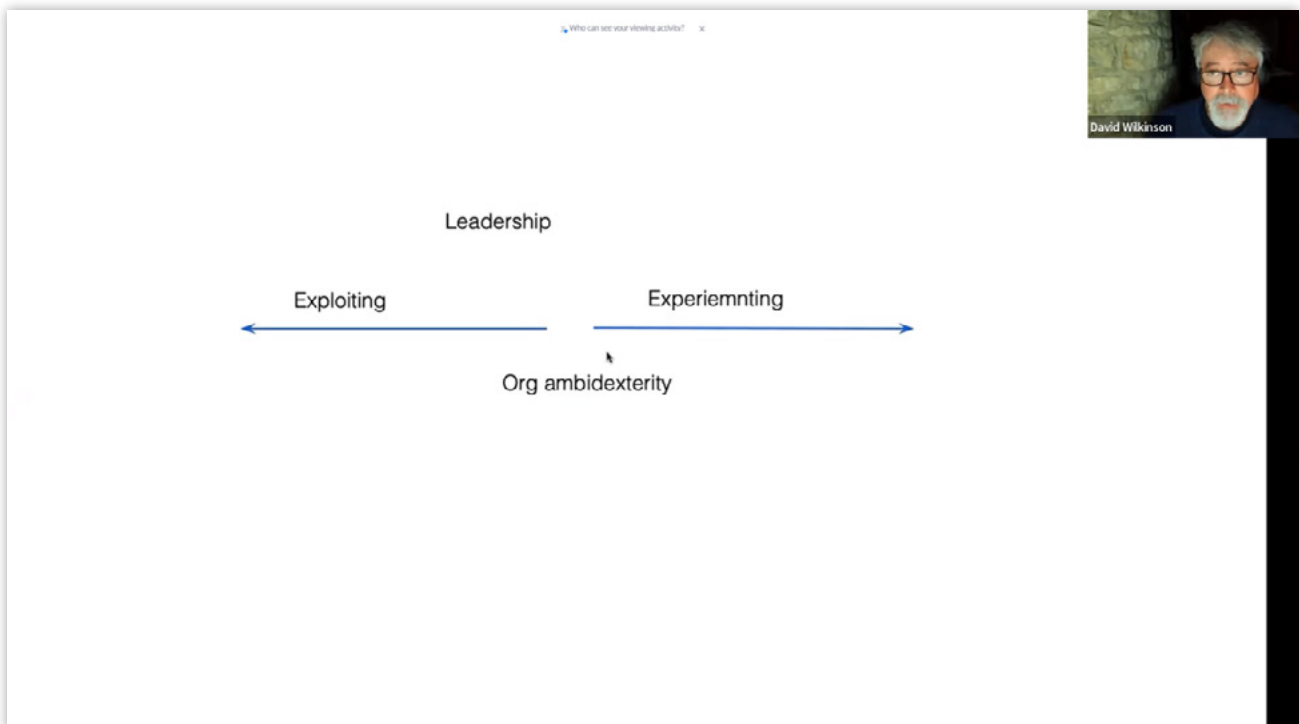 Who can see your viewing activity?
David Wilkinson
Leadership
Exploiting
Experiemnting
Org ambidexterity